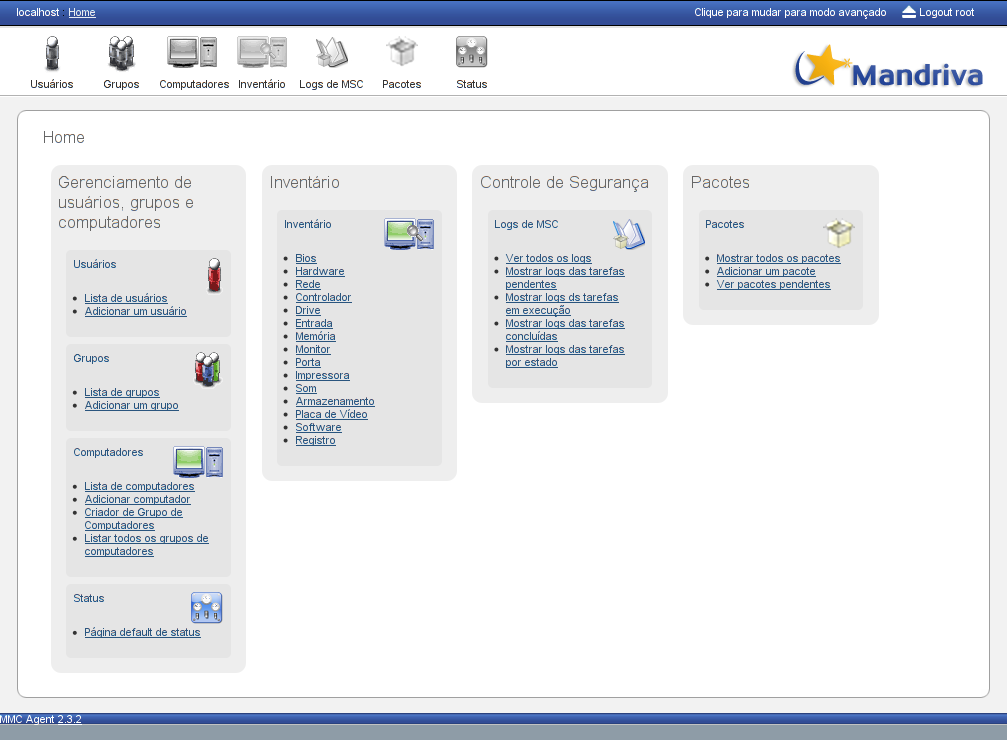 localhost : Home
Clique para mudar para modo avançado
Logout root
Usuários
Grupos
Computadores
Inventário
Logs de MSC
Pacotes
Status
Mandriva
Home
Gerenciamento de
usuários, grupos e
computadores
Usuários
Lista de usuários
Adicionar um usuário
Grupos
Lista de grupos
Adicionar um grupo
Computadores
Lista de computadores
Adicionar computador
Criador de Grupo de
Computadores
Listar todos os grupos de
computadores
Status
Página default de status
Inventário
Inventário
Bios
Hardware
Rede
Controlador
Drive
Entrada
Memória
Monitor
Porta
Impressora
Som
Armazenamento
Placa de Vídeo
Software
Registro
Controle de Segurança
Logs de MSC
Ver todos os logs
Mostrar logs das tarefas
pendentes
Mostrar logs ds tarefas
em execução
Mostrar logs das tarefas
concluídas
Mostrar logs das tarefas
por estado
Pacotes
Pacotes
Mostrar todos os pacotes
Adicionar um pacote
Ver pacotes pendentes
MMC Agent 2.3.2